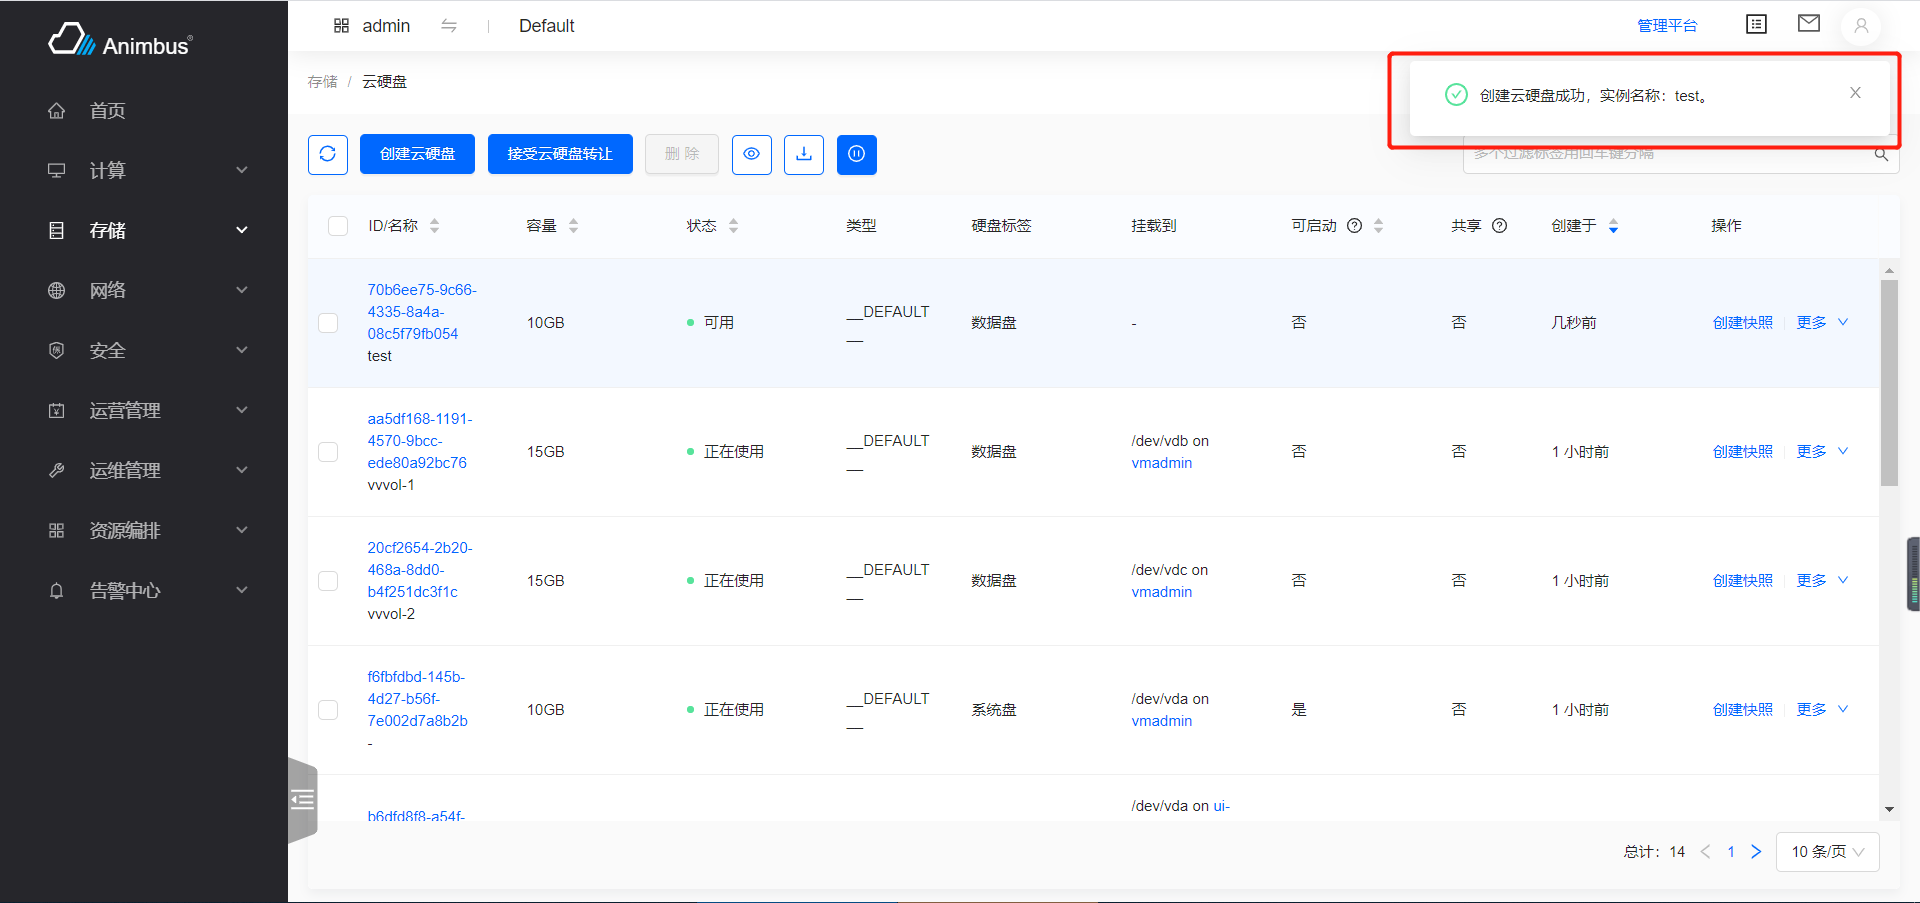 Animbus®
首页
计算
存储
网络
安全
运营管理
运维管理
资源编排
告警中心
admin
Default
管理平台
存储 / 云硬盘
创建云硬盘成功，实例名称：test。
创建云硬盘
接受云硬盘转让
删 除
多个过滤标签用回车键分隔
ID/名称 容量 状态 类型 硬盘标签 挂载到 可启动 共享 创建于 操作
70b6ee75-9c66-
4335-8a4a-
08c5f79fb054
test
10GB
可用
__DEFAULT
__
数据盘
-
否
否
几秒前
创建快照
更多
aa5df168-1191-
4570-9bcc-
ede80a92bc76
vvvol-1
15GB
正在使用
__DEFAULT
__
数据盘
/dev/vdb on
vmadmin
否
否
1 小时前
创建快照
更多
20cf2654-2b20-
468a-8dd0-
b4f251dc3f1c
vvvol-2
15GB
正在使用
__DEFAULT
__
数据盘
/dev/vdc on
vmadmin
否
否
1 小时前
创建快照
更多
f6fbfdbd-145b-
4d27-b56f-
7e002d7a8b2b
-
10GB
正在使用
__DEFAULT
__
系统盘
/dev/vda on
vmadmin
是
否
1 小时前
创建快照
更多
b6dfd8f8-a54f-
/dev/vda on ui-
总计：14
1
10 条/页